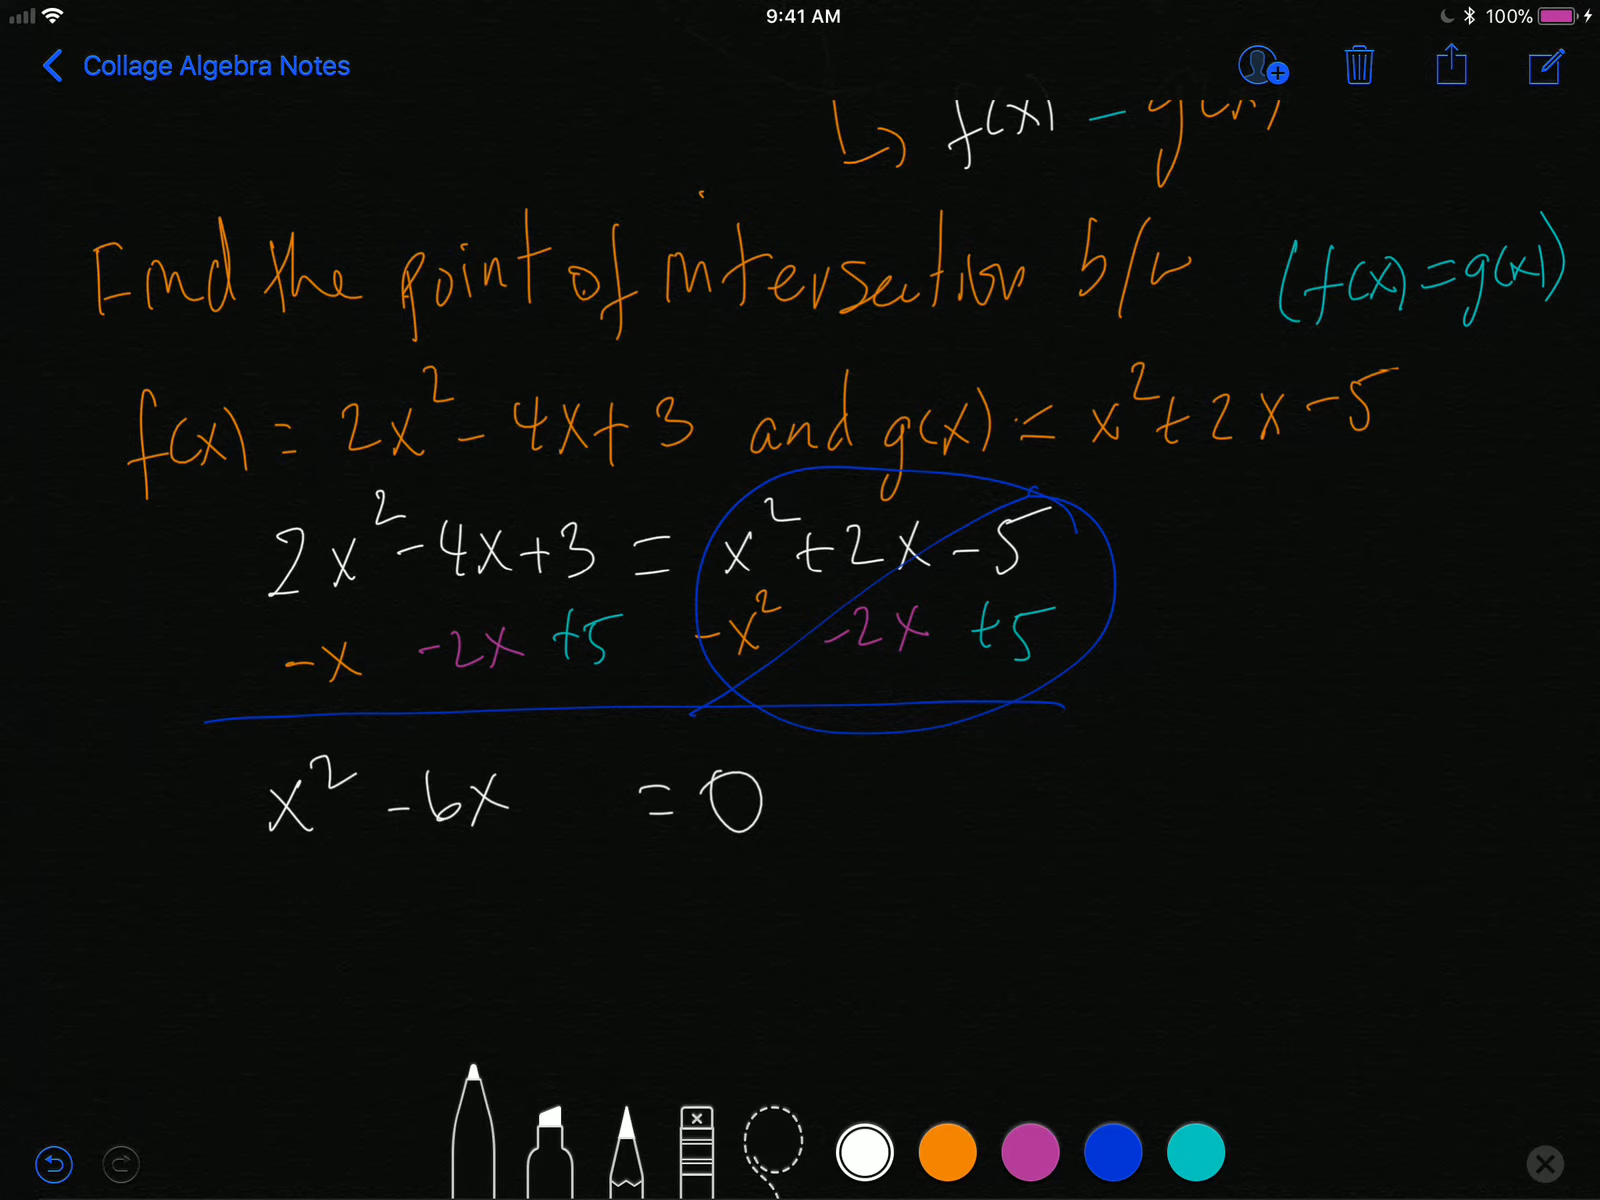 9:41 AM
100%
Collage Algebra Notes
f(x) - g(x)
Find the point of intersection b/w (f(x) = g(x))
f(x) = 2x² - 4x + 3 and g(x) = x² + 2x - 5
2x² - 4x + 3 = x² + 2x - 5
-x -2x +5 -x² -2x +5
x² - 6x = 0